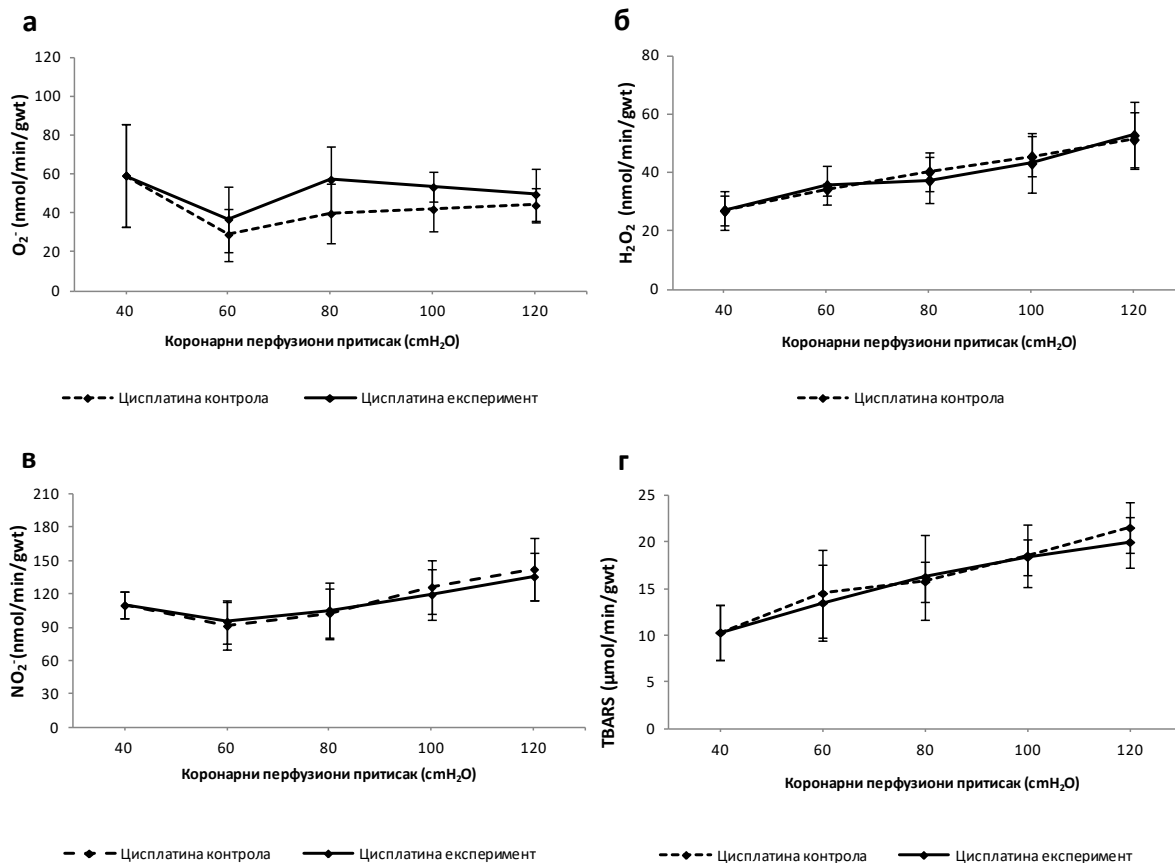 а
120
100
80
60
40
20
0
O₂⁻ (nmol/min/gwt)
40 60 80 100 120
Коронарни перфузиони притисак (cmH₂O)
Цисплатина контрола Цисплатина експеримент
б
80
60
40
20
0
H₂O₂ (nmol/min/gwt)
40 60 80 100 120
Коронарни перфузиони притисак (cmH₂O)
Цисплатина контрола
в
210
180
150
120
90
60
30
0
NO₂⁻ (nmol/min/gwt)
40 60 80 100 120
Коронарни перфузиони притисак (cmH₂O)
Цисплатина контрола Цисплатина експеримент
г
25
20
15
10
5
0
TBARS (μmol/min/gwt)
40 60 80 100 120
Коронарни перфузиони притисак (cmH₂O)
Цисплатина контрола Цисплатина експеримент